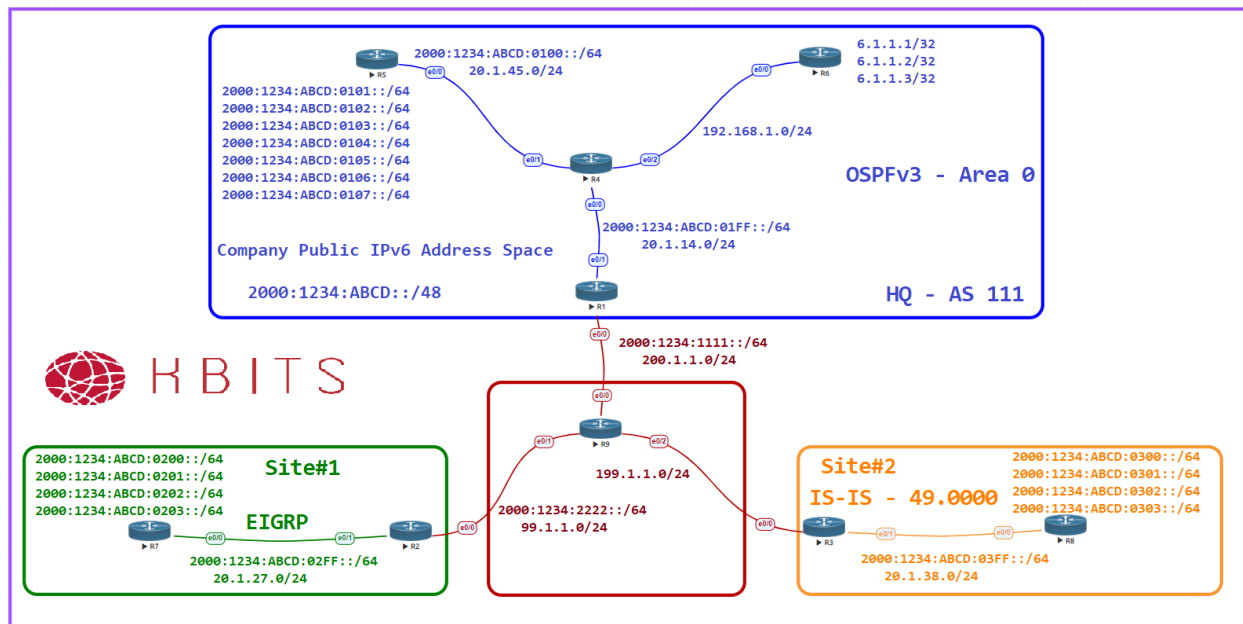 2000:1234:ABCD:0100::/64
20.1.45.0/24
e0/0
R5
2000:1234:ABCD:0101::/64
2000:1234:ABCD:0102::/64
2000:1234:ABCD:0103::/64
2000:1234:ABCD:0104::/64
2000:1234:ABCD:0105::/64
2000:1234:ABCD:0106::/64
2000:1234:ABCD:0107::/64
6.1.1.1/32
6.1.1.2/32
6.1.1.3/32
e0/0
R6
192.168.1.0/24
e0/1
e0/2
R4
e0/0
OSPFv3 - Area 0
2000:1234:ABCD:01FF::/64
20.1.14.0/24
Company Public IPv6 Address Space
2000:1234:ABCD::/48
e0/1
R1
HQ - AS 111
e0/0
2000:1234:1111::/64
200.1.1.0/24
KBITS
e0/0
R9
e0/1
e0/2
199.1.1.0/24
2000:1234:2222::/64
99.1.1.0/24
2000:1234:ABCD:0200::/64
2000:1234:ABCD:0201::/64
2000:1234:ABCD:0202::/64
2000:1234:ABCD:0203::/64
Site#1
EIGRP
R7
e0/0
e0/1
R2
e0/0
2000:1234:ABCD:02FF::/64
20.1.27.0/24
Site#2
IS-IS - 49.0000
2000:1234:ABCD:0300::/64
2000:1234:ABCD:0301::/64
2000:1234:ABCD:0302::/64
2000:1234:ABCD:0303::/64
e0/0
R3
e0/1
e0/0
R8
2000:1234:ABCD:03FF::/64
20.1.38.0/24